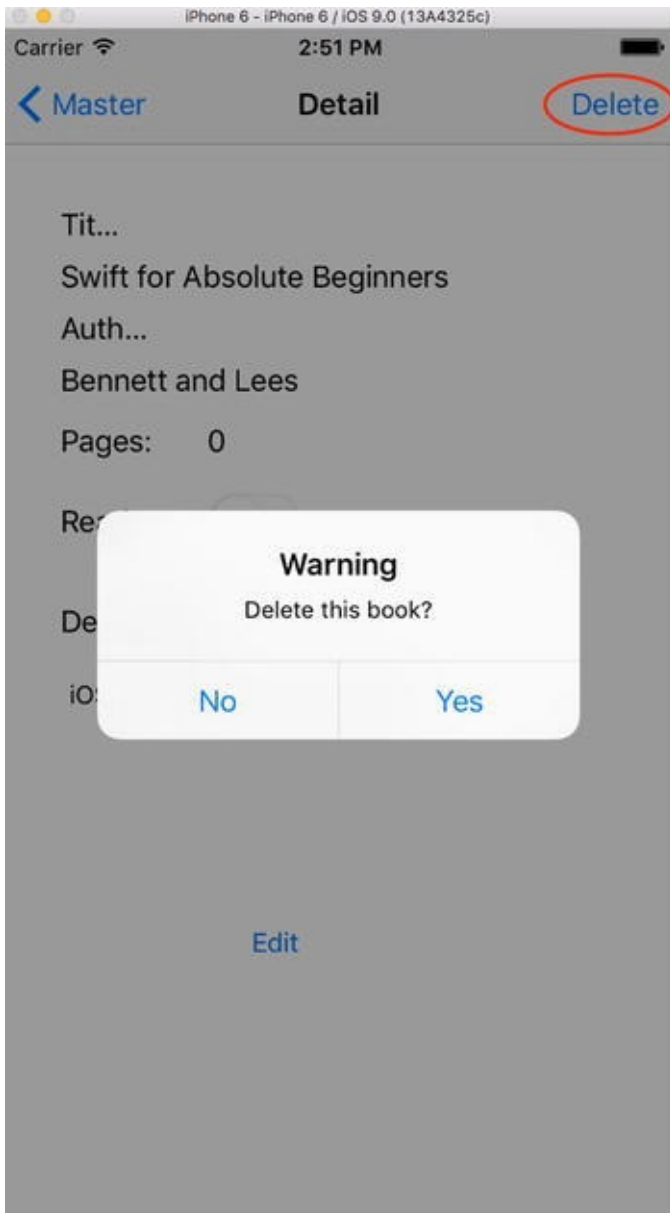 iPhone 6 - iPhone 6 / iOS 9.0 (13A4325c)
Carrier 2:51 PM
Master Detail Delete
Tit...
Swift for Absolute Beginners
Auth...
Bennett and Lees
Pages: 0
Warning
Delete this book?
No Yes
Edit